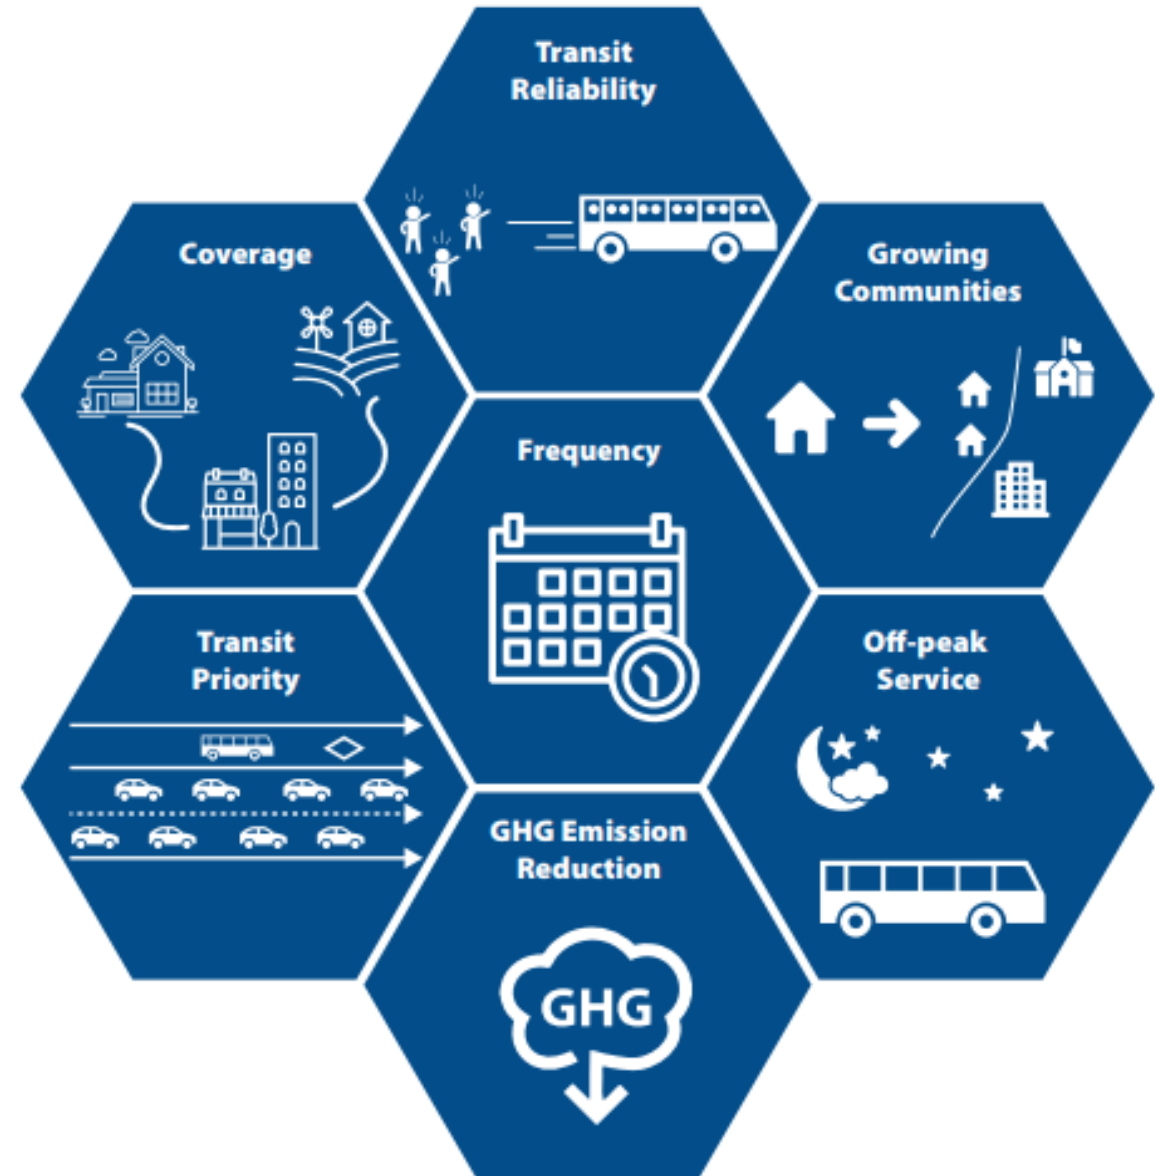 Transit
Reliability
Coverage
Growing
Communities
Frequency
Transit
Priority
Off-peak
Service
GHG Emission
Reduction
GHG